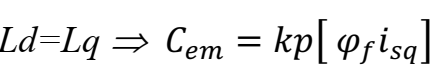 Ld=Lq ⇒ C_em = kp[ φ_f i_sq ]